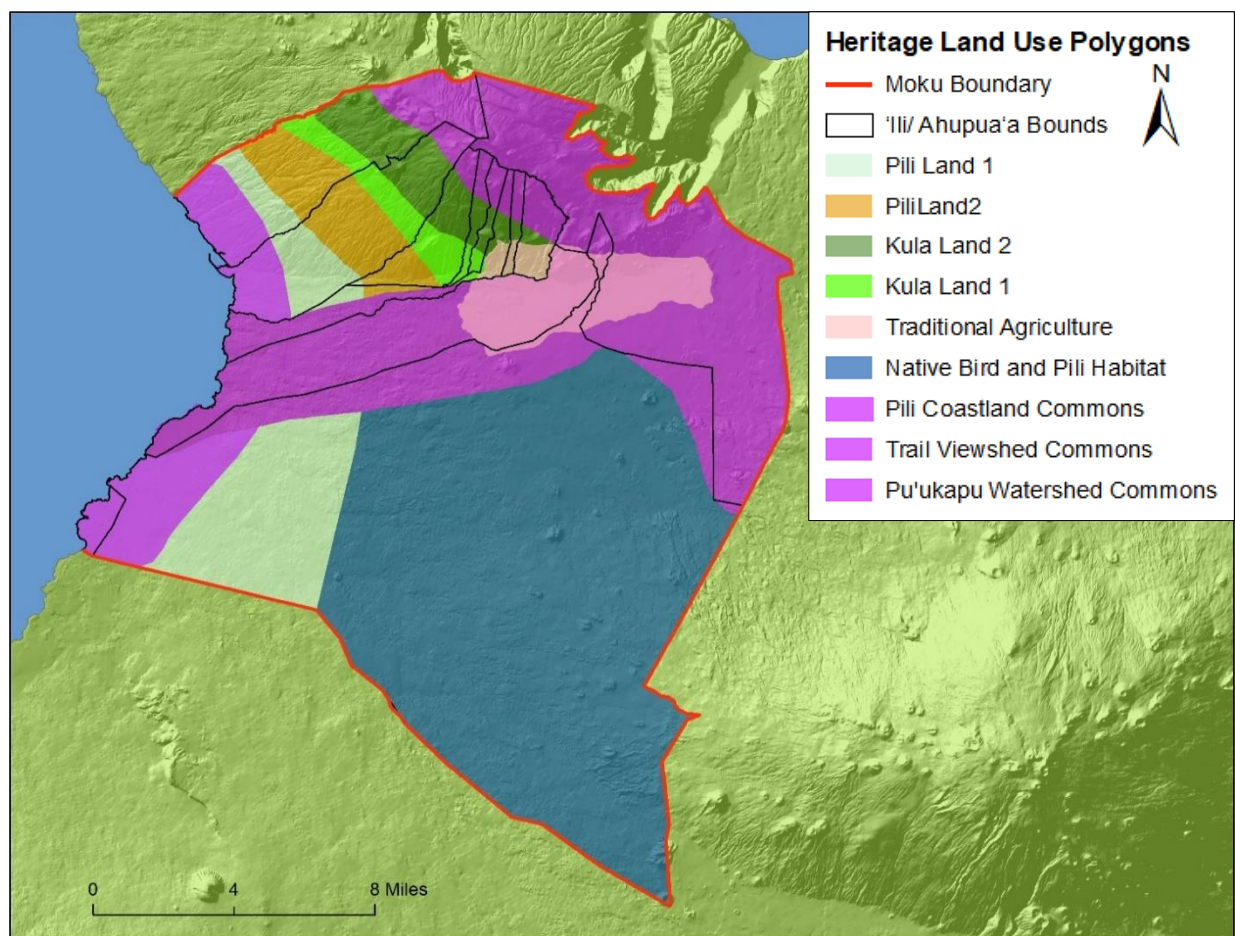 Heritage Land Use Polygons
N
Moku Boundary
‘Ili/ Ahupua‘a Bounds
Pili Land 1
PiliLand2
Kula Land 2
Kula Land 1
Traditional Agriculture
Native Bird and Pili Habitat
Pili Coastland Commons
Trail Viewshed Commons
Pu'ukapu Watershed Commons
0 4 8 Miles